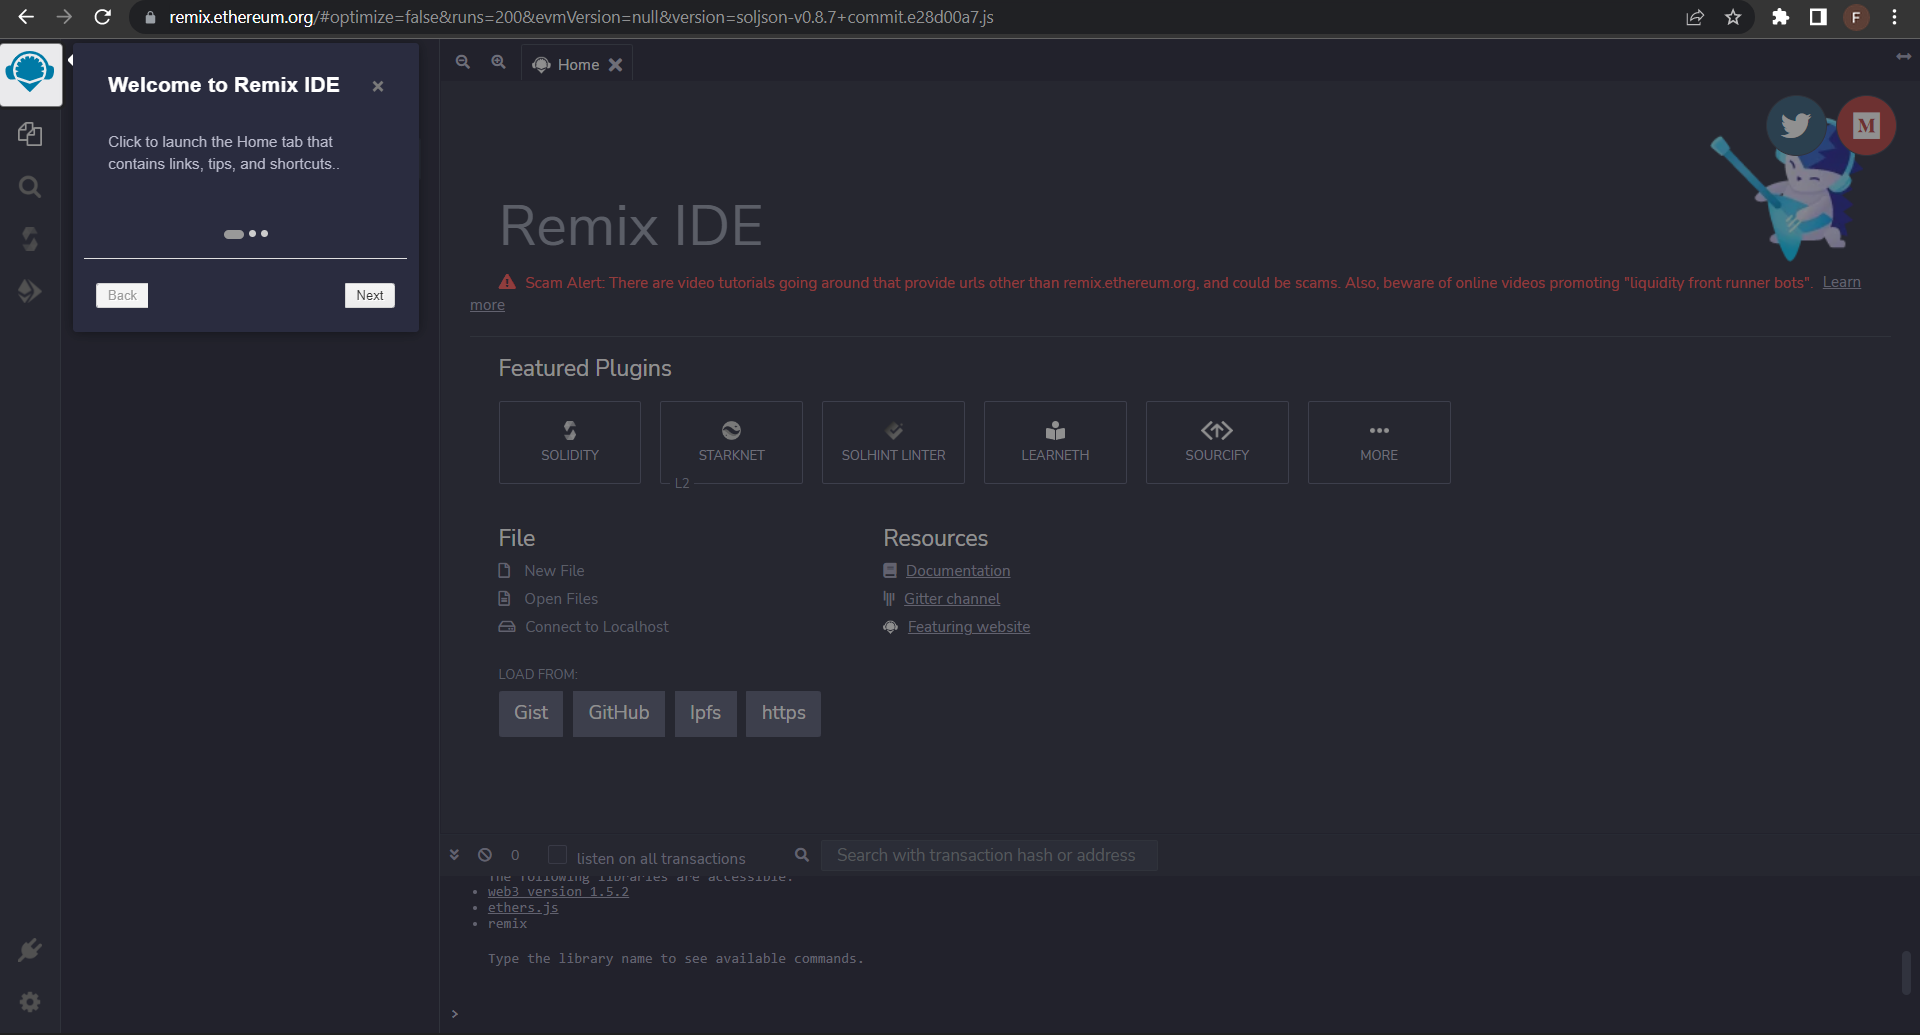 remix.ethereum.org/#optimize=false&runs=200&evmVersion=null&version=soljson-v0.8.7+commit.e28d00a7.js
F
Welcome to Remix IDE
Click to launch the Home tab that
contains links, tips, and shortcuts..
Back
Next
Home
M
Remix IDE
Scam Alert: There are video tutorials going around that provide urls other than remix.ethereum.org, and could be scams. Also, beware of online videos promoting "liquidity front runner bots". Learn
more
Featured Plugins
SOLIDITY
STARKNET
L2
SOLHINT LINTER
LEARNETH
SOURCIFY
MORE
File
New File
Open Files
Connect to Localhost
Resources
Documentation
Gitter channel
Featuring website
LOAD FROM:
Gist
GitHub
Ipfs
https
0
listen on all transactions
Search with transaction hash or address
The following libraries are accessible:
• web3 version 1.5.2
• ethers.js
• remix
Type the library name to see available commands.
>